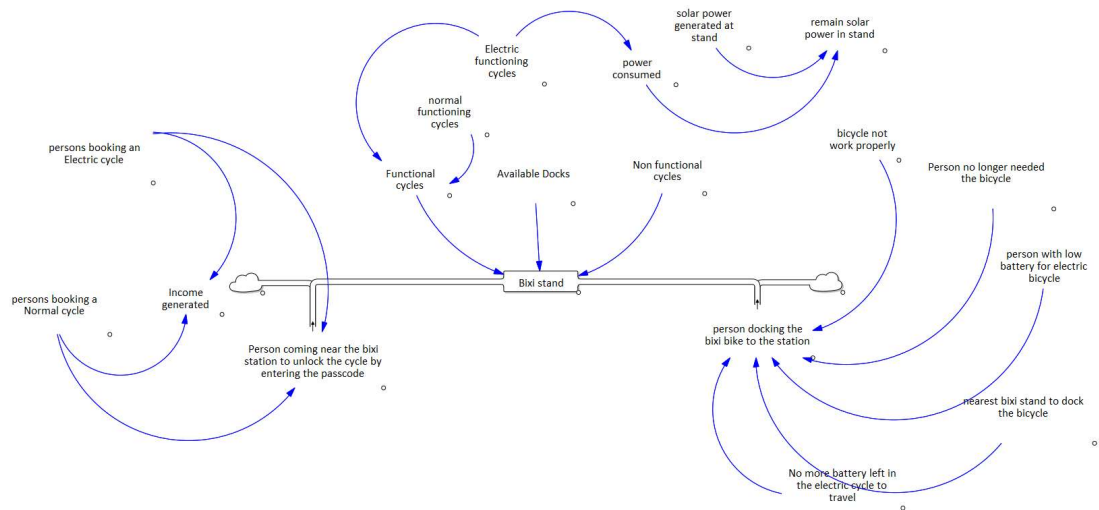 solar power
generated at
stand
remain solar
power in stand
Electric
functioning
cycles
power
consumed
normal
functioning
cycles
bicycle not
work properly
persons booking an
Electric cycle
Functional
cycles
Available Docks
Non functional
cycles
Person no longer needed
the bicycle
person with low
battery for electric
bicycle
Bixi stand
persons booking a
Normal cycle
Income
generated
person docking the
bixi bike to the station
Person coming near the bixi
station to unlock the cycle by
entering the passcode
nearest bixi stand to dock
the bicycle
No more battery left in
the electric cycle to
travel